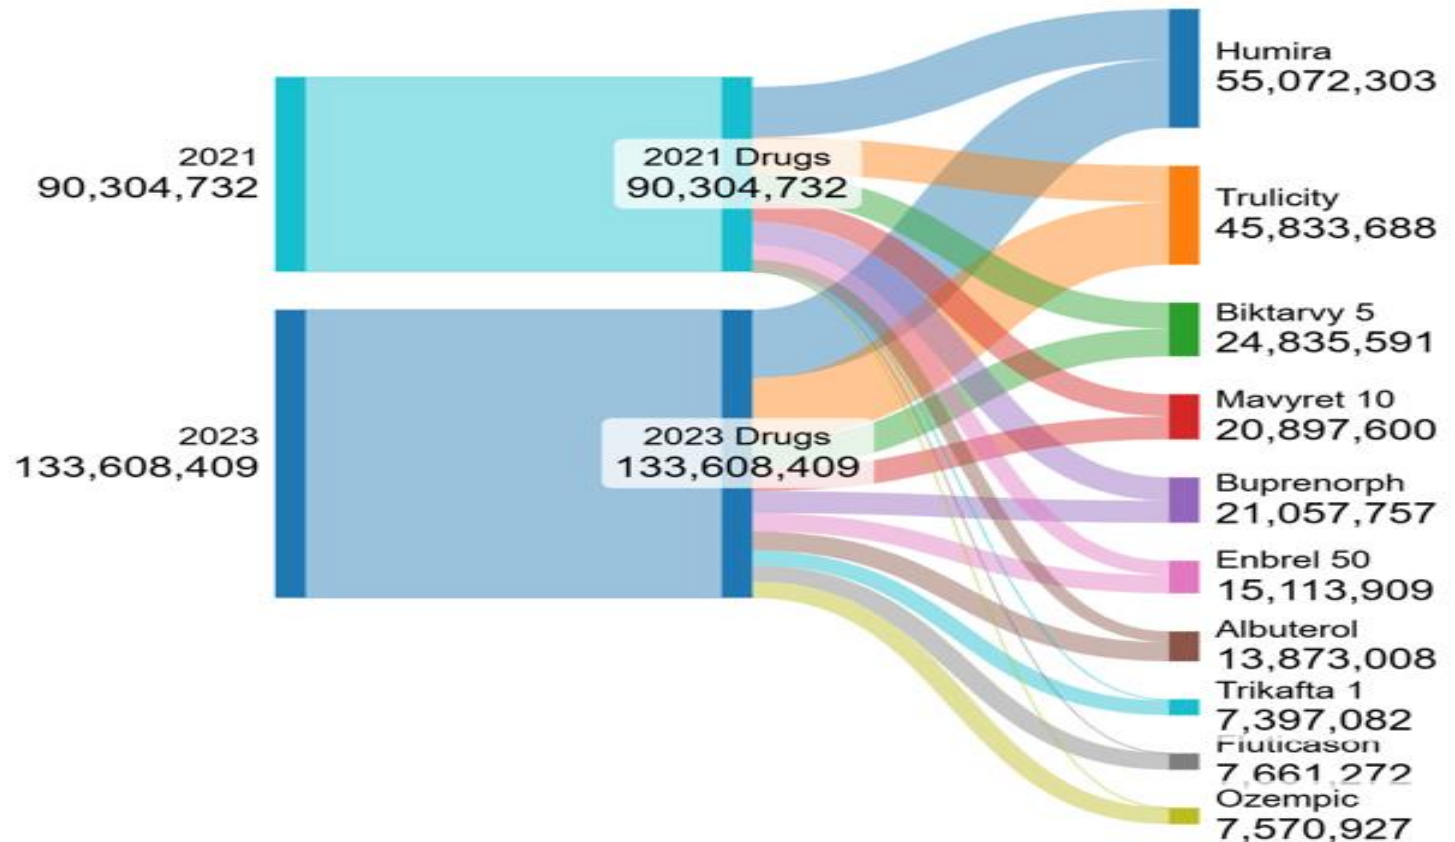 2021
90,304,732
2021 Drugs
90,304,732
2023
133,608,409
2023 Drugs
133,608,409
Humira
55,072,303
Trulicity
45,833,688
Biktarvy 5
24,835,591
Mavyret 10
20,897,600
Buprenorph
21,057,757
Enbrel 50
15,113,909
Albuterol
13,873,008
Trikafta 1
7,397,082
Fluticason
7,661,272
Ozempic
7,570,927